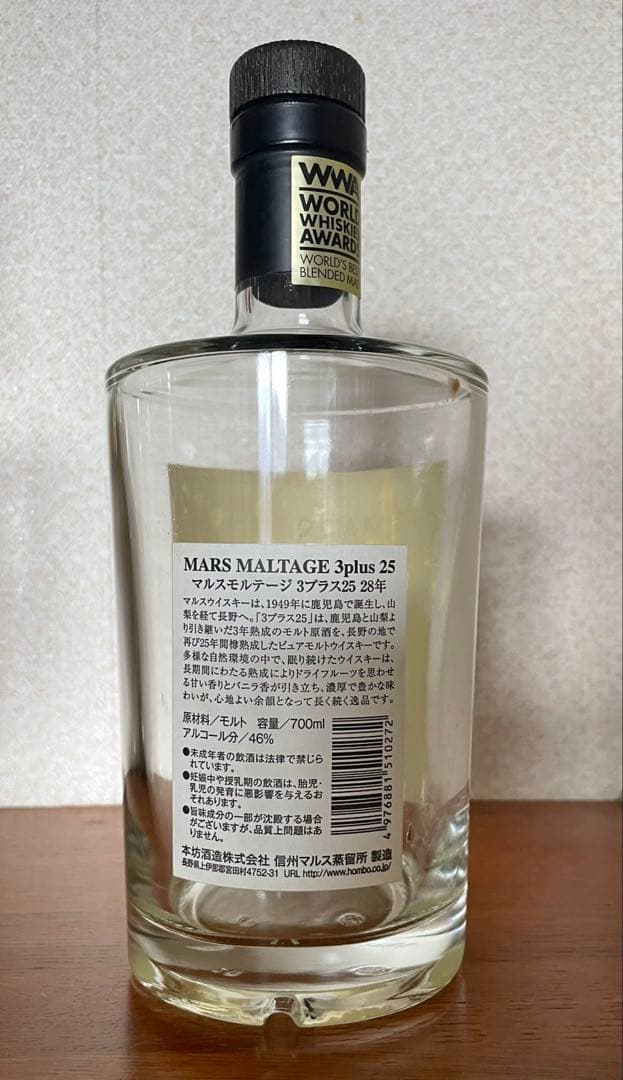 WWA
WORLD
WHISKIES
AWARDS
WORLD'S BES
BLENDED MA
MARS MALTAGE 3plus 25
マルスモルテージ 3プラス25 28年
マルスウイスキーは、1949年に鹿児島で誕生し、山
梨を経て長野へ。「3プラス25」は、鹿児島と山梨よ
り引き継いだ3年熟成のモルト原酒を、長野の地で
再び25年間樽熟成したピュアモルトウイスキーです。
多様な自然環境の中で、眠り続けたウイスキーは、
長期間にわたる熟成によりドライフルーツを思わせ
る甘い香りとバニラ香が引き立ち、濃厚で豊かな味
わいが、心地よい余韻となって長く続く逸品です。
原材料/モルト 容量/700ml
アルコール分/46%
●未成年者の飲酒は法律で禁じら
れています。
●妊娠中や授乳期の飲酒は、胎児・
乳児の発育に悪影響を与えるお
それあります。
●旨味成分の一部が沈殿する場合
がございますが、品質上問題はあ
りません。
4 976881 510272
本坊酒造株式会社 信州マルス蒸留所 製造
長野県上伊那郡宮田村4752-31 URL http://www.hombo.co.jp/